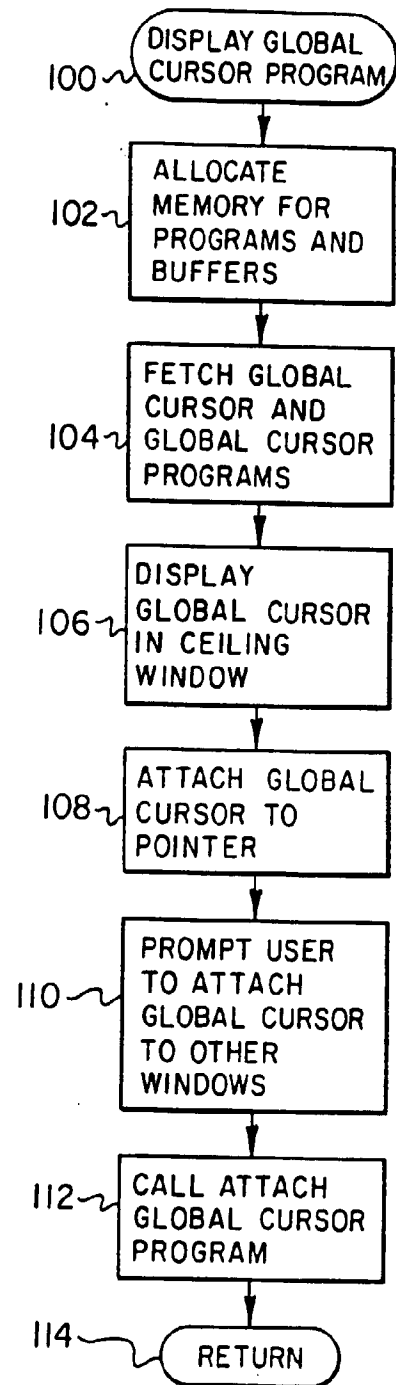 DISPLAY GLOBAL
CURSOR PROGRAM
100
ALLOCATE
MEMORY FOR
PROGRAMS AND
BUFFERS
102
FETCH GLOBAL
CURSOR AND
GLOBAL CURSOR
PROGRAMS
104
DISPLAY
GLOBAL CURSOR
IN CEILING
WINDOW
106
ATTACH GLOBAL
CURSOR TO
POINTER
108
PROMPT USER
TO ATTACH
GLOBAL CURSOR
TO OTHER
WINDOWS
110
CALL ATTACH
GLOBAL CURSOR
PROGRAM
112
RETURN
114